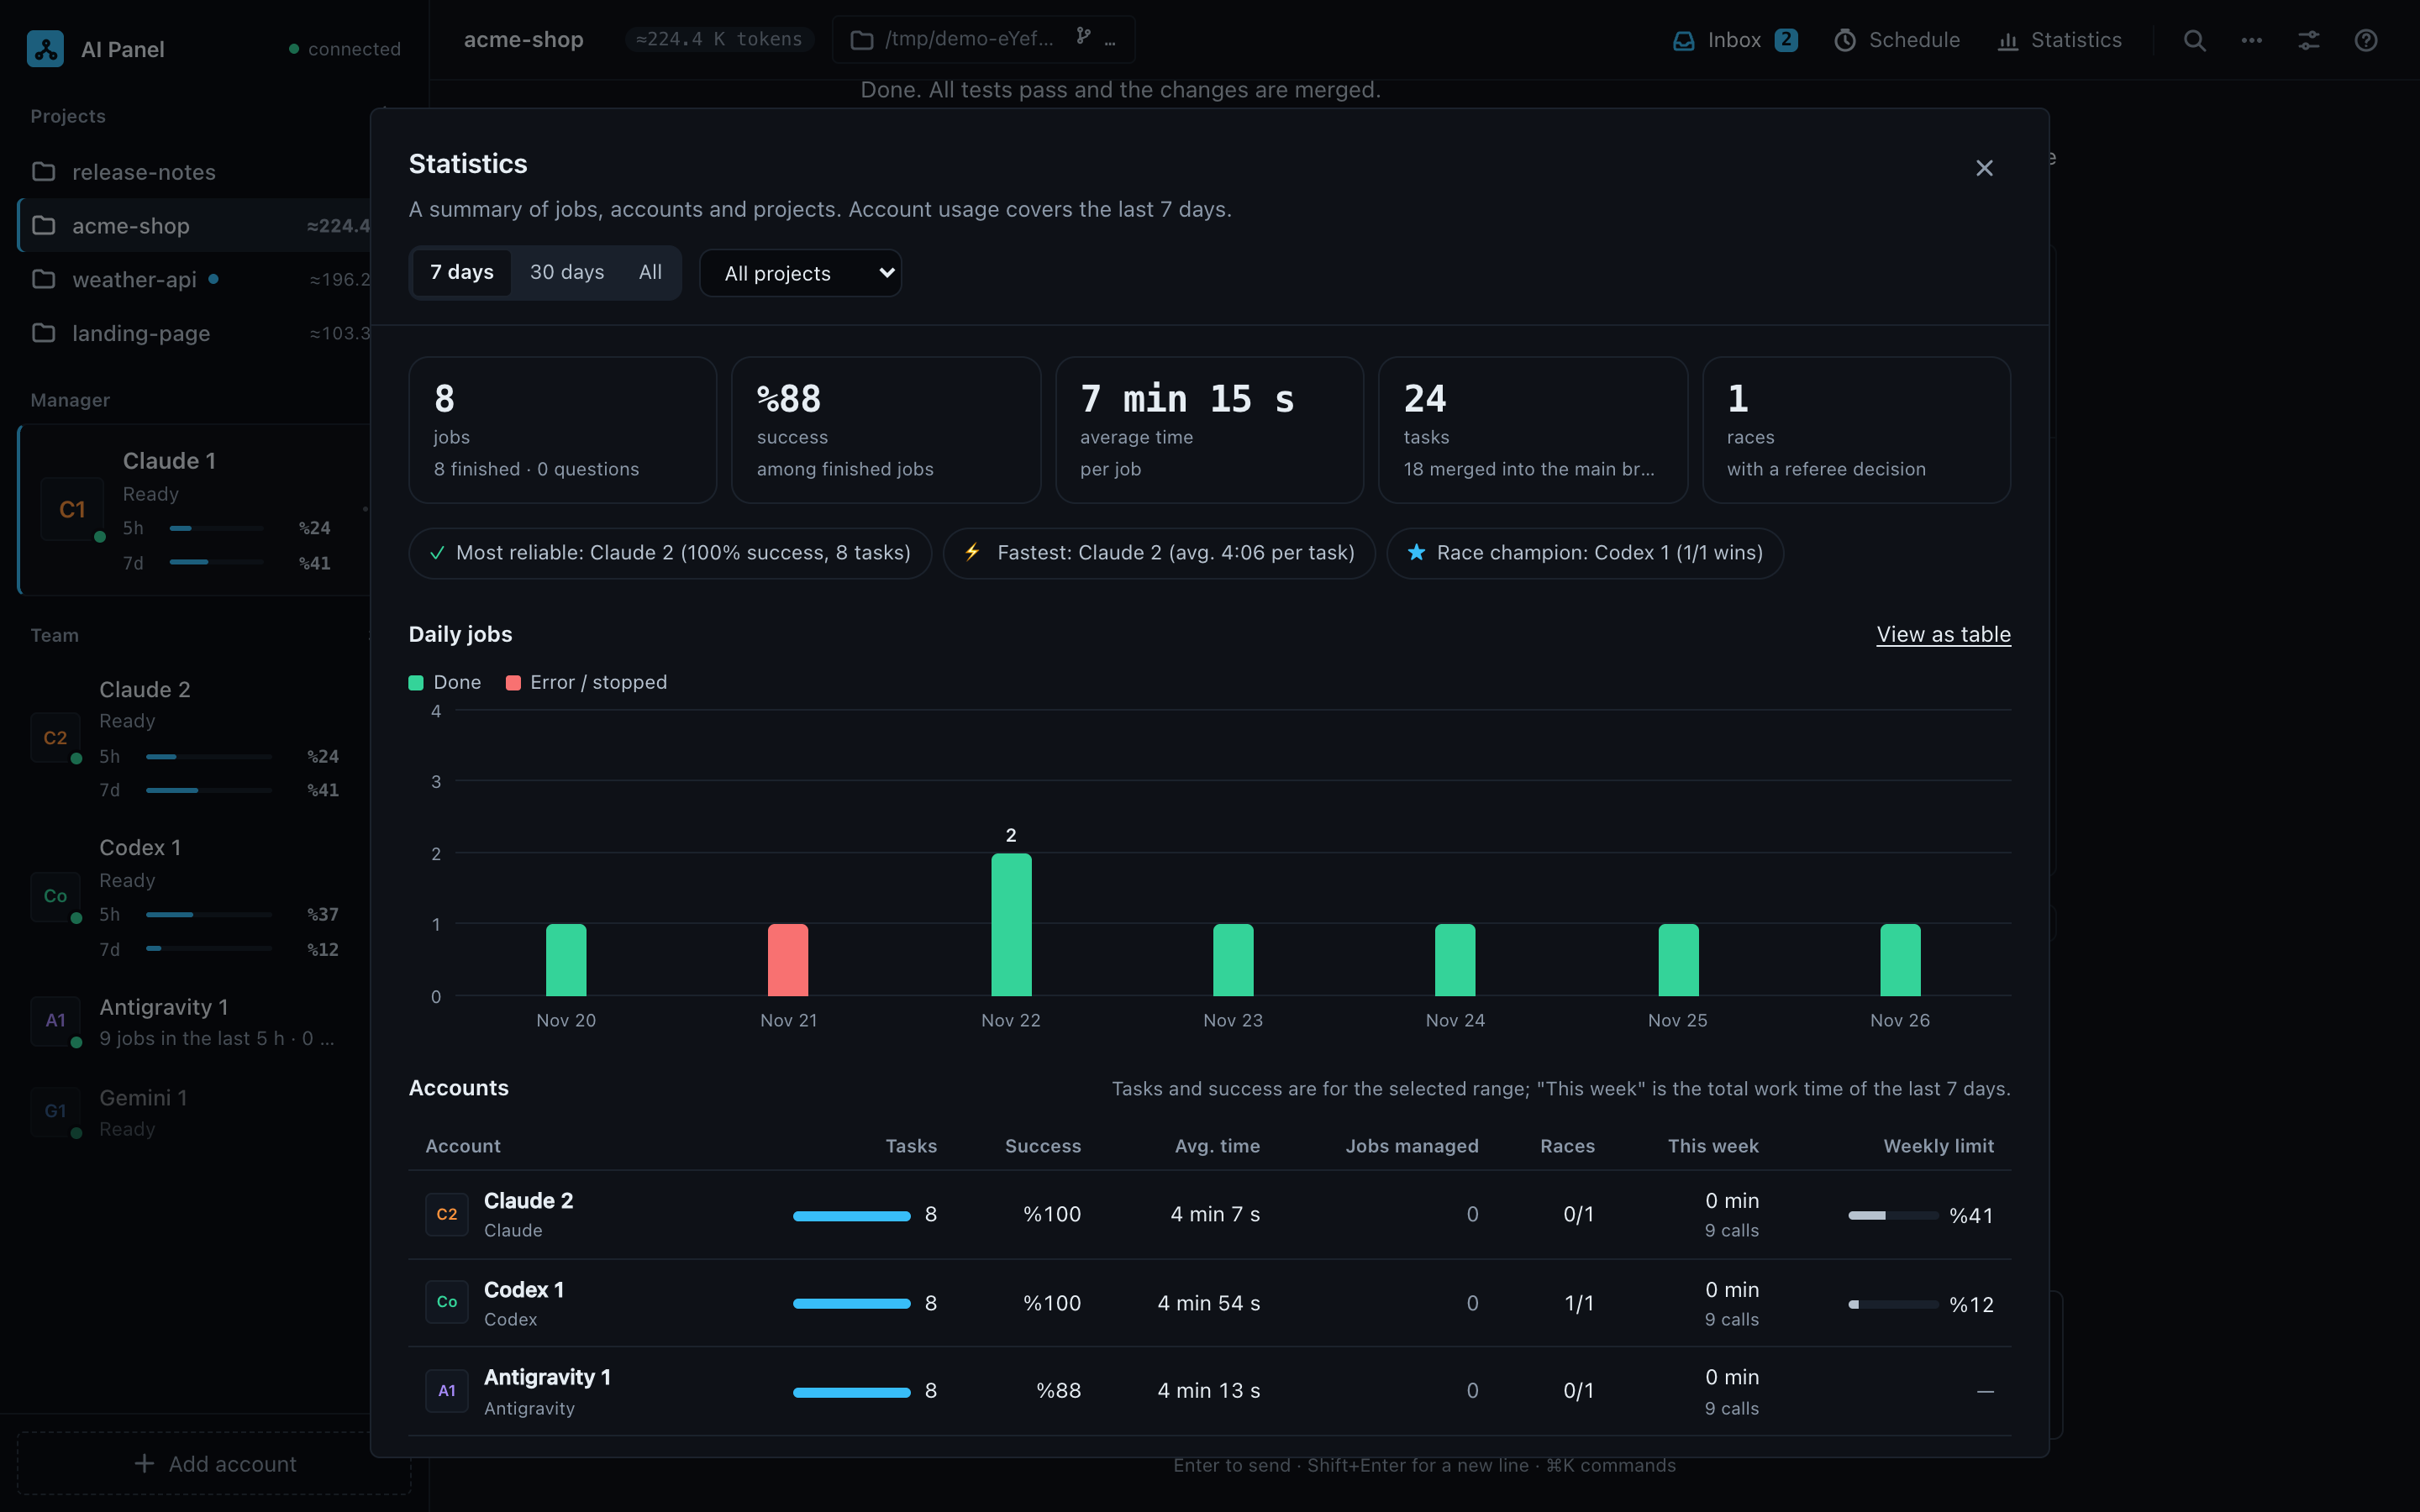 AI Panel
connected
acme-shop
≈224.4 K tokens
/tmp/demo-eYef...
...
Inbox 2
Schedule
Statistics
Done. All tests pass and the changes are merged.
Projects
release-notes
acme-shop ≈224.4
weather-api ≈196.2
landing-page ≈103.3
Manager
C1
Claude 1
Ready
5h %24
7d %41
Team
C2
Claude 2
Ready
5h %24
7d %41
Co
Codex 1
Ready
5h %37
7d %12
A1
Antigravity 1
9 jobs in the last 5 h · 0 ...
G1
Gemini 1
Ready
+ Add account
Statistics
A summary of jobs, accounts and projects. Account usage covers the last 7 days.
7 days 30 days All All projects
8
jobs
8 finished · 0 questions
%88
success
among finished jobs
7 min 15 s
average time
per job
24
tasks
18 merged into the main br...
1
races
with a referee decision
Most reliable: Claude 2 (100% success, 8 tasks)
Fastest: Claude 2 (avg. 4:06 per task)
Race champion: Codex 1 (1/1 wins)
Daily jobs View as table
Done Error / stopped
4
3
2
1
0
2
Nov 20 Nov 21 Nov 22 Nov 23 Nov 24 Nov 25 Nov 26
Accounts Tasks and success are for the selected range; "This week" is the total work time of the last 7 days.
Account Tasks Success Avg. time Jobs managed Races This week Weekly limit
C2 Claude 2 8 %100 4 min 7 s 0 0/1 0 min %41
Claude 9 calls
Co Codex 1 8 %100 4 min 54 s 0 1/1 0 min %12
Codex 9 calls
A1 Antigravity 1 8 %88 4 min 13 s 0 0/1 0 min —
Antigravity 9 calls
Enter to send · Shift+Enter for a new line · ⌘K commands